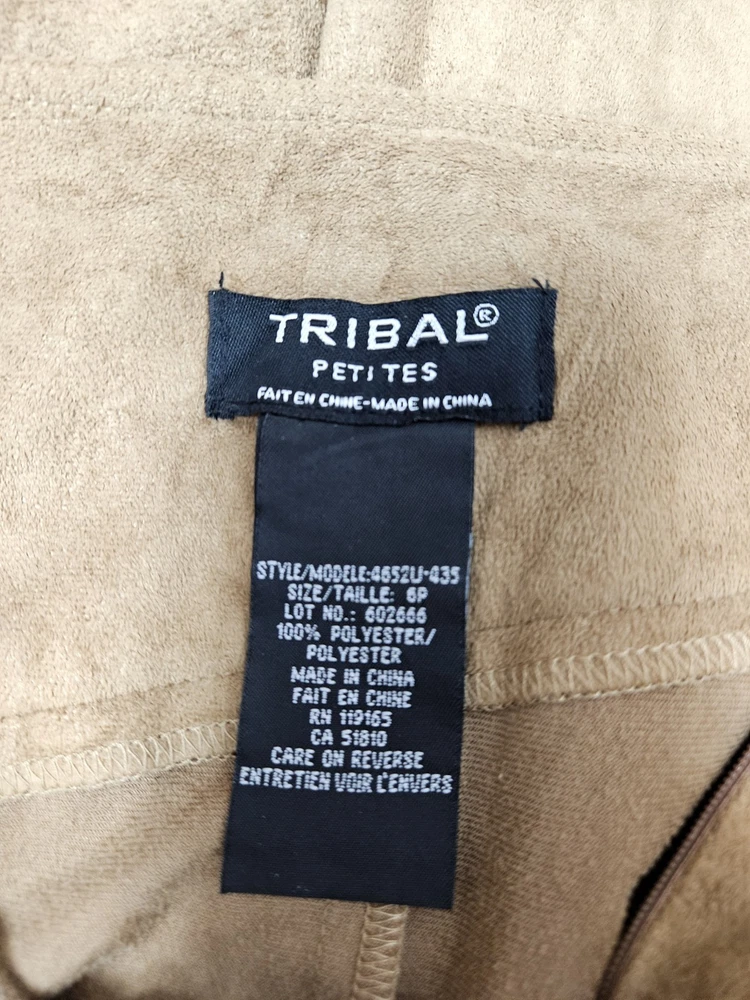 TRIBAL®
PETITES
FAIT EN CHINE-MADE IN CHINA
STYLE/MODELE:4652U-435
SIZE/TAILLE: 6P
LOT NO.: 602666
100% POLYESTER/
POLYESTER
MADE IN CHINA
FAIT EN CHINE
RN 119165
CA 51810
CARE ON REVERSE
ENTRETIEN VOIR L'ENVERS